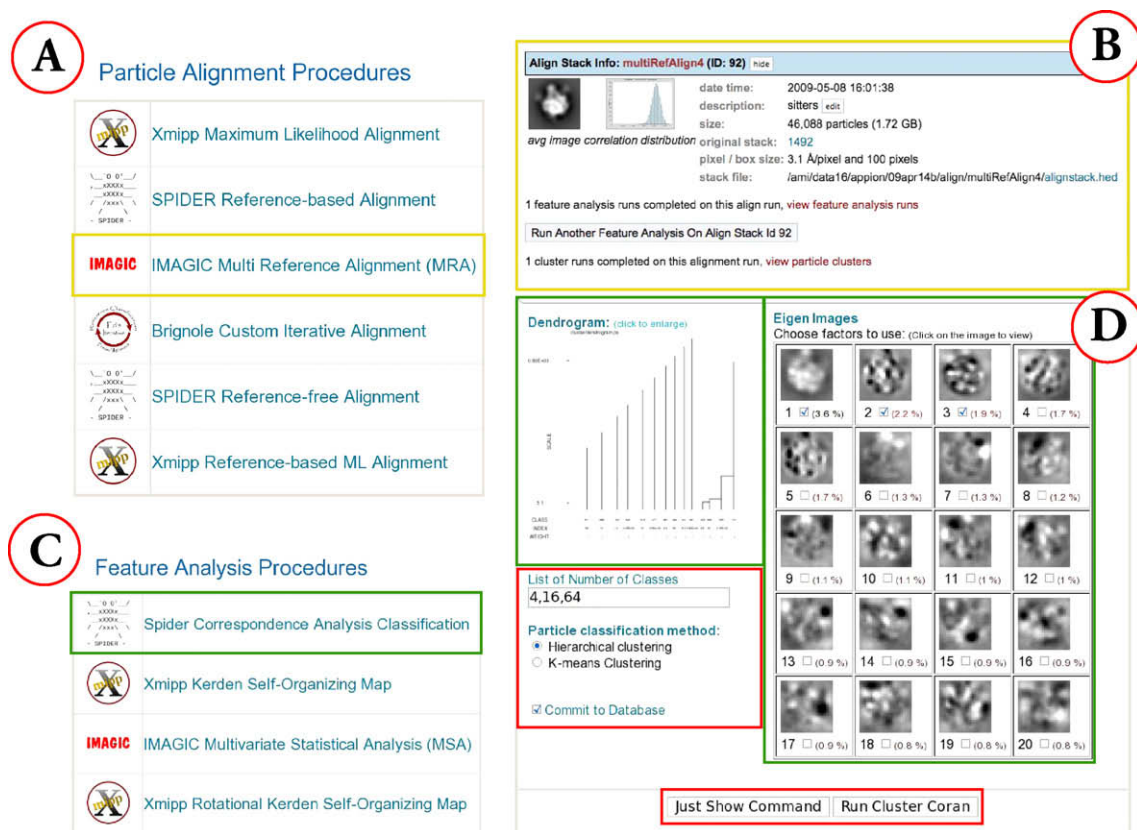 A
Particle Alignment Procedures
Xmipp Maximum Likelihood Alignment
SPIDER Reference-based Alignment
IMAGIC IMAGIC Multi Reference Alignment (MRA)
Brignole Custom Iterative Alignment
- SPIDER -
SPIDER Reference-free Alignment
- SPIDER -
Xmipp Reference-based ML Alignment
B
Align Stack Info: multiRefAlign4 (ID: 92) hide
avg image correlation distribution
date time: 2009-05-08 16:01:38
description: sitters edit
size: 46,088 particles (1.72 GB)
original stack: 1492
pixel / box size: 3.1 Å/pixel and 100 pixels
stack file: /ami/data16/appion/09apr14b/align/multiRefAlign4/alignstack.hed
1 feature analysis runs completed on this align run, view feature analysis runs
Run Another Feature Analysis On Align Stack Id 92
1 cluster runs completed on this alignment run, view particle clusters
C
Feature Analysis Procedures
Spider Correspondence Analysis Classification
- SPIDER -
Xmipp Kerden Self-Organizing Map
IMAGIC IMAGIC Multivariate Statistical Analysis (MSA)
Xmipp Rotational Kerden Self-Organizing Map
D
Dendrogram: (click to enlarge)
SCALE
CLASS
INDEX
WEIGHT
Eigen Images
Choose factors to use: (Click on the image to view)
1 (3.6 %) 2 (2.2 %) 3 (1.9 %) 4 (1.7 %)
5 (1.7 %) 6 (1.3 %) 7 (1.3 %) 8 (1.2 %)
9 (1.1 %) 10 (1.1 %) 11 (1 %) 12 (1 %)
13 (0.9 %) 14 (0.9 %) 15 (0.9 %) 16 (0.9 %)
17 (0.9 %) 18 (0.8 %) 19 (0.8 %) 20 (0.8 %)
List of Number of Classes
4,16,64
Particle classification method:
Hierarchical clustering
K-means Clustering
Commit to Database
Just Show Command Run Cluster Coran